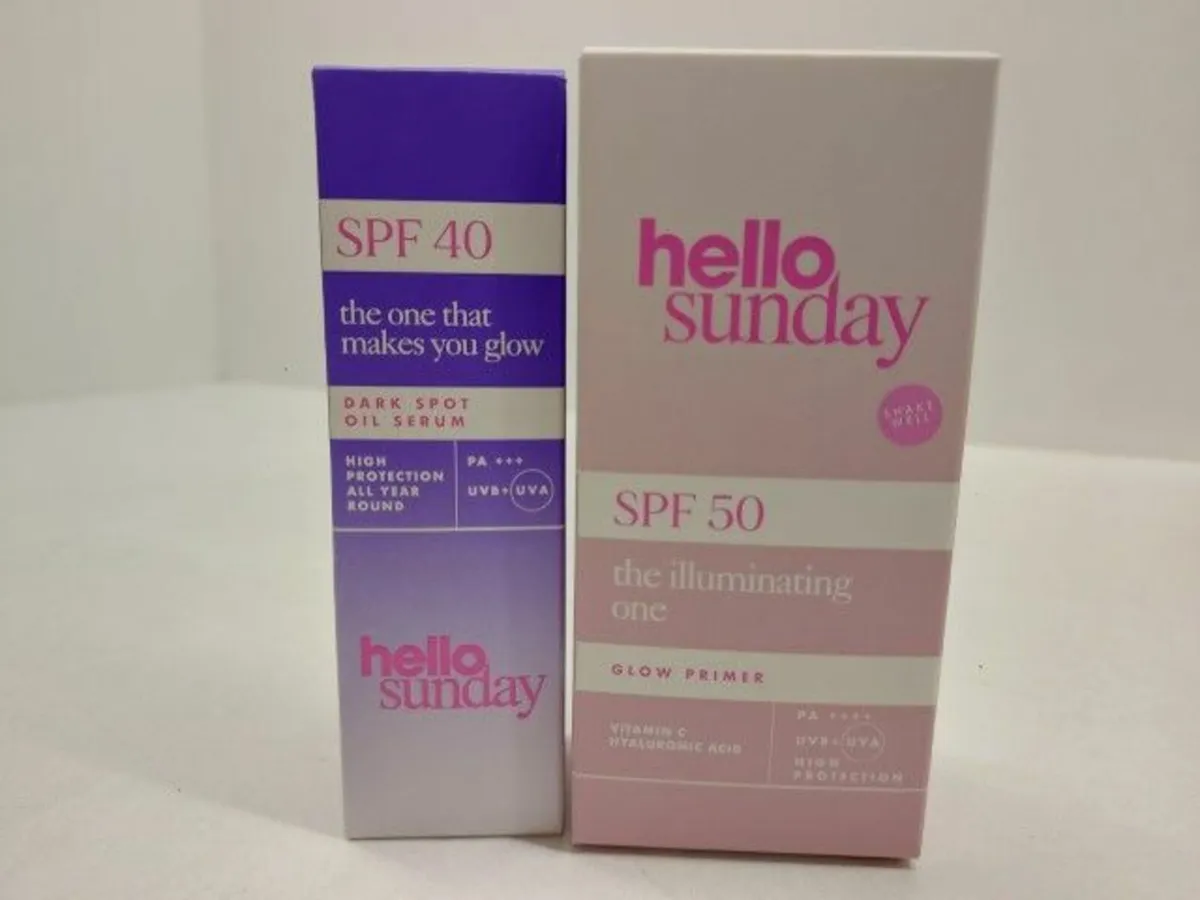 SPF 40
the one that
makes you glow
DARK SPOT
OIL SERUM
HIGH
PROTECTION
ALL YEAR
ROUND
PA +++
UVB+ UVA
hello
sunday
hello
sunday
SHAKE
WELL
SPF 50
the illuminating
one
GLOW PRIMER
VITAMIN C
HYALURONIC ACID
PA ++++
UVB+ UVA
HIGH
PROTECTION